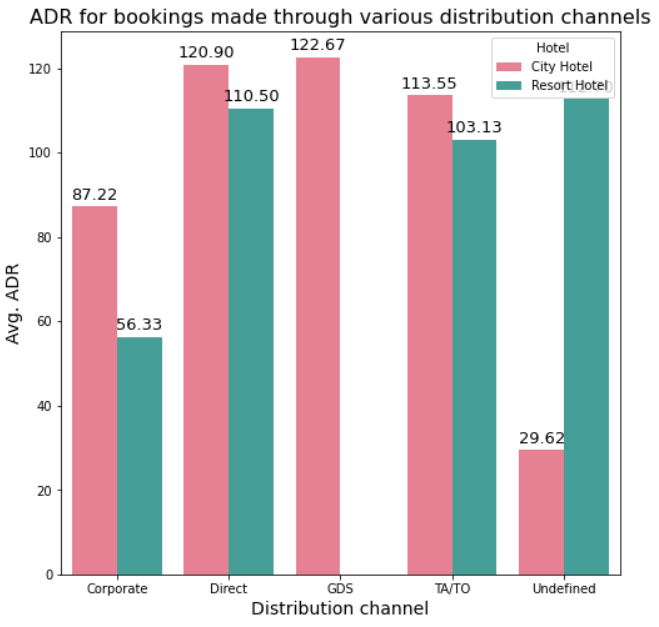 ADR for bookings made through various distribution channels
Hotel
City Hotel
Resort Hotel
120.90
122.67
110.50
113.55
103.13
87.22
56.33
29.62
Avg. ADR
120
100
80
60
40
20
0
Corporate
Direct
GDS
TA/TO
Undefined
Distribution channel